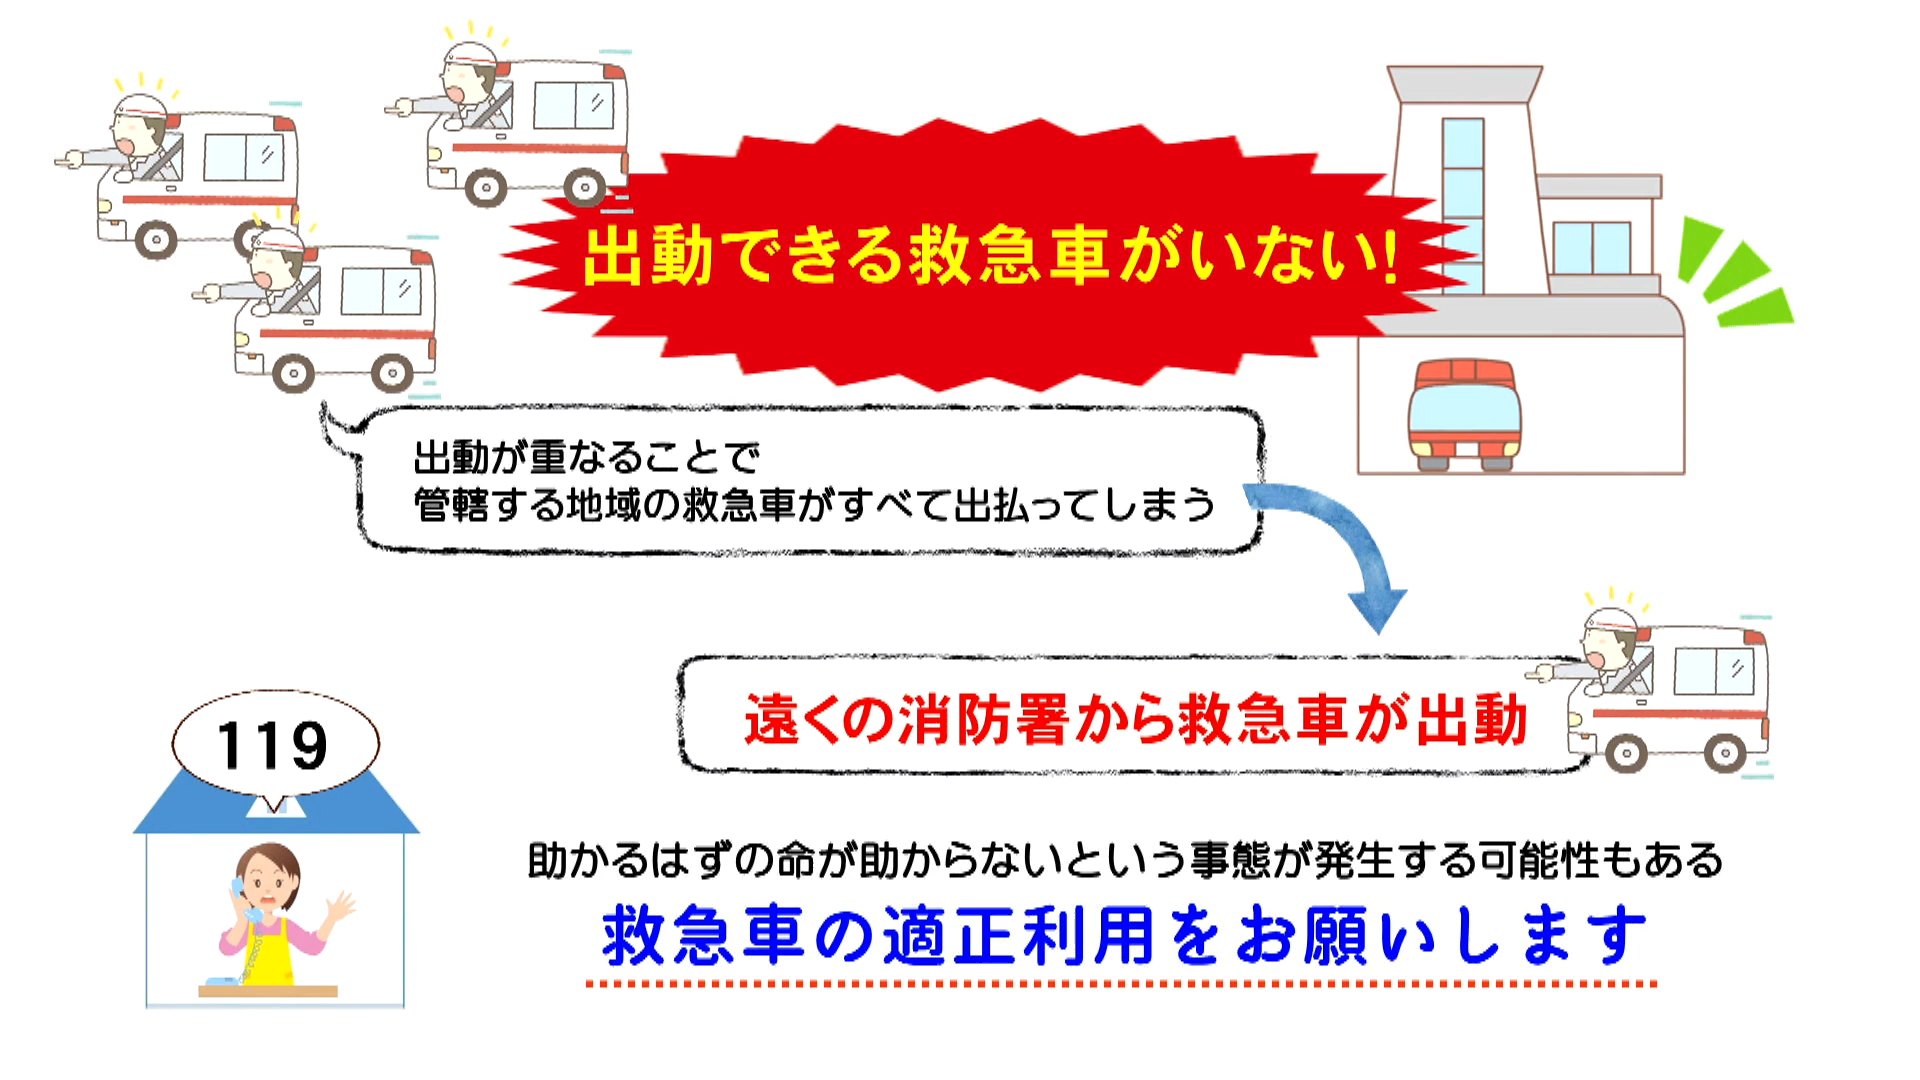 出動できる救急車がいない!
出動が重なることで
管轄する地域の救急車がすべて出払ってしまう
遠くの消防署から救急車が出動
119
助かるはずの命が助からないという事態が発生する可能性もある
救急車の適正利用をお願いします